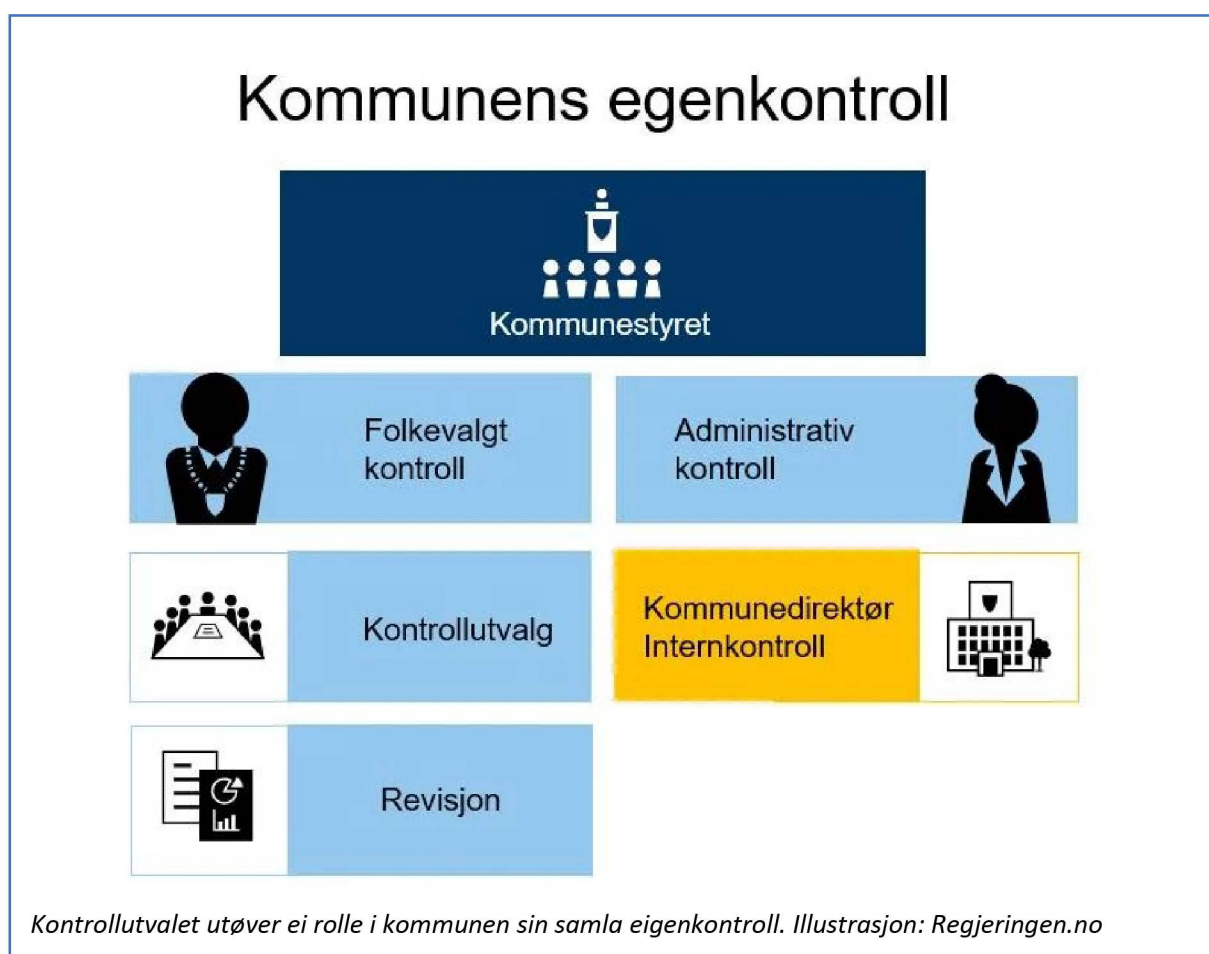 Kommunens egenkontroll
Kommunestyret
Folkevalgt
kontroll
Administrativ
kontroll
Kontrollutvalg
Kommunedirektør
Internkontroll
Revisjon
Kontrollutvalet utøver ei rolle i kommunen sin samla eigenkontroll. Illustrasjon: Regjeringen.no